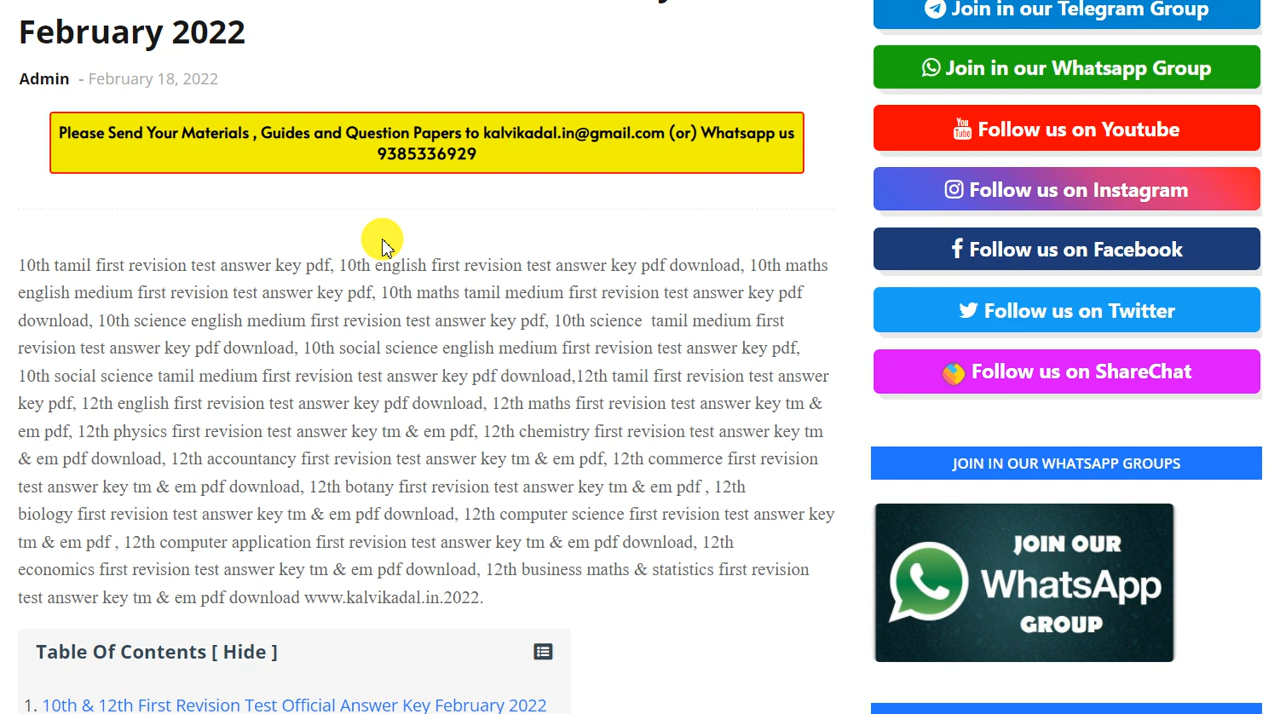 February 2022
Admin - February 18, 2022
Please Send Your Materials , Guides and Question Papers to kalvikadal.in@gmail.com (or) Whatsapp us
9385336929
10th tamil first revision test answer key pdf, 10th english first revision test answer key pdf download, 10th maths
english medium first revision test answer key pdf, 10th maths tamil medium first revision test answer key pdf
download, 10th science english medium first revision test answer key pdf, 10th science tamil medium first
revision test answer key pdf download, 10th social science english medium first revision test answer key pdf,
10th social science tamil medium first revision test answer key pdf download,12th tamil first revision test answer
key pdf, 12th english first revision test answer key pdf download, 12th maths first revision test answer key tm &
em pdf, 12th physics first revision test answer key tm & em pdf, 12th chemistry first revision test answer key tm
& em pdf download, 12th accountancy first revision test answer key tm & em pdf, 12th commerce first revision
test answer key tm & em pdf download, 12th botany first revision test answer key tm & em pdf , 12th
biology first revision test answer key tm & em pdf download, 12th computer science first revision test answer key
tm & em pdf , 12th computer application first revision test answer key tm & em pdf download, 12th
economics first revision test answer key tm & em pdf download, 12th business maths & statistics first revision
test answer key tm & em pdf download www.kalvikadal.in.2022.
Table Of Contents [ Hide ]
1. 10th & 12th First Revision Test Official Answer Key February 2022
Join in our Telegram Group
Join in our Whatsapp Group
You
Tube
Follow us on Youtube
Follow us on Instagram
Follow us on Facebook
Follow us on Twitter
Follow us on ShareChat
JOIN IN OUR WHATSAPP GROUPS
JOIN OUR
WhatsApp
GROUP